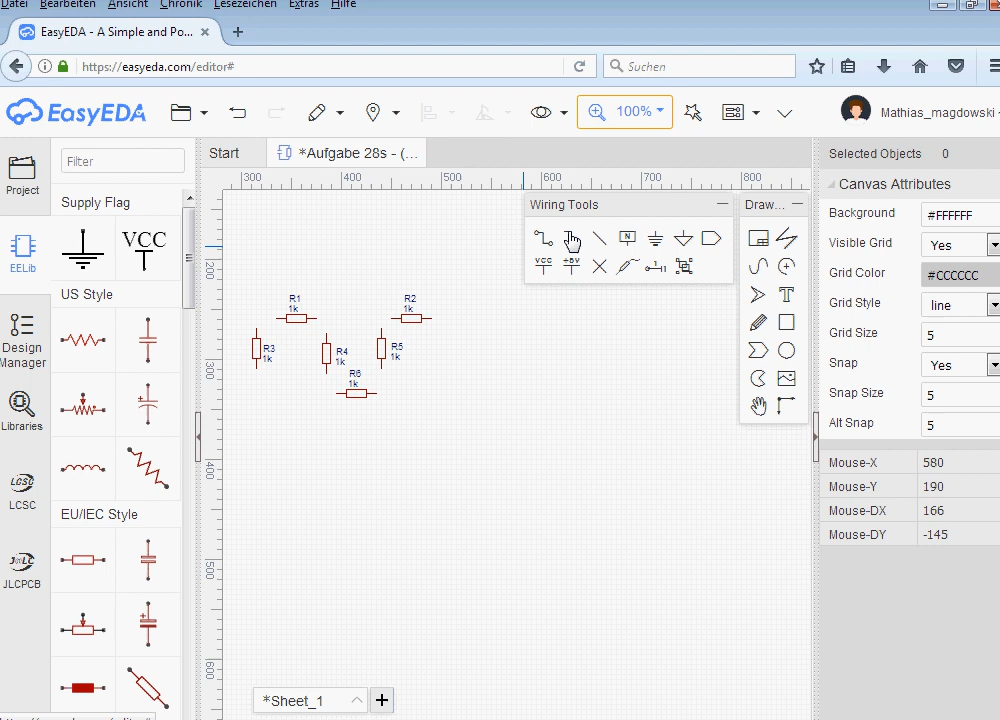 Datei Bearbeiten Ansicht Chronik Lesezeichen Extras Hilfe
EasyEDA - A Simple and Po... × +
https://easyeda.com/editor# Suchen
EasyEDA 100% Mathias_magdowski
Project
EELib
Design
Manager
Libraries
LCSC
LCSC
JLCPCB
Filter
Supply Flag
VCC
US Style
EU/IEC Style
Start *Aufgabe 28s - (...
300 400 500 600 700 800
200
300
400
500
600
R1
1k
R2
1k
R3
1k
R4
1k
R5
1k
R6
1k
Wiring Tools
N
VCC +5V
Draw...
T
*Sheet_1 +
Selected Objects 0
Canvas Attributes
Background #FFFFFF
Visible Grid Yes
Grid Color #CCCCCC
Grid Style line
Grid Size 5
Snap Yes
Snap Size 5
Alt Snap 5
Mouse-X 580
Mouse-Y 190
Mouse-DX 166
Mouse-DY -145